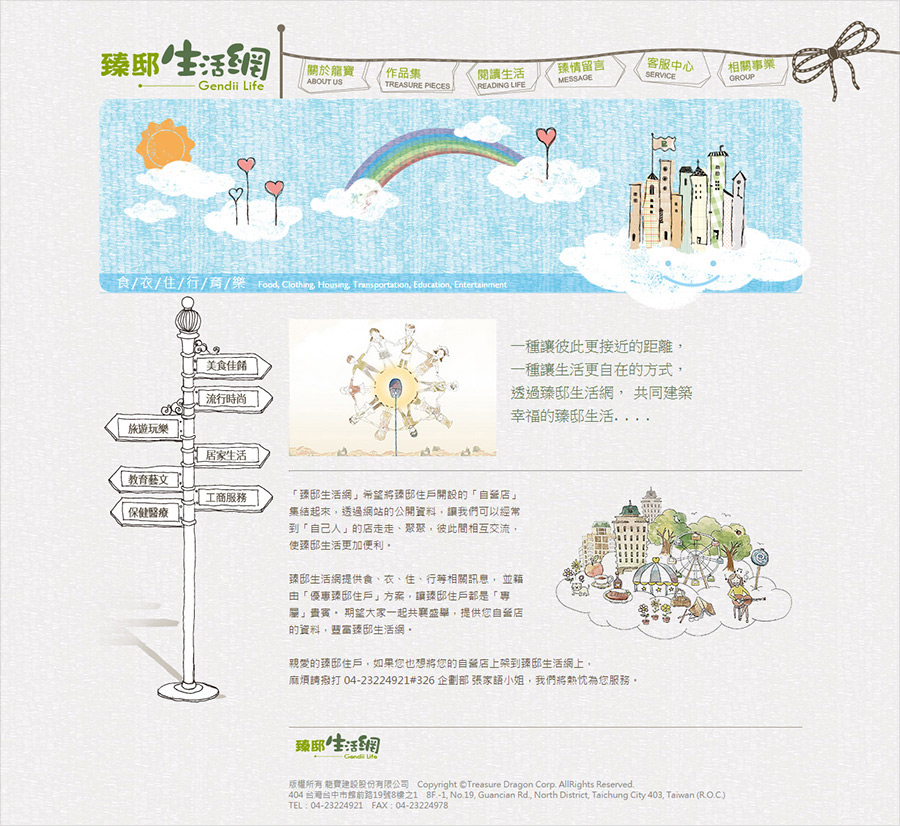 臻邸生活網
Gendii Life
關於龍寶
ABOUT US
作品集
TREASURE PIECES
閱讀生活
READING LIFE
臻情留言
MESSAGE
客服中心
SERVICE
相關事業
GROUP
食/衣/住/行/育/樂 Food, Clothing, Housing, Transportation, Education, Entertainment
美食佳餚
流行時尚
旅遊玩樂
居家生活
教育藝文
工商服務
保健醫療
一種讓彼此更接近的距離，
一種讓生活更自在的方式，
透過臻邸生活網， 共同建築
幸福的臻邸生活. . . .
「臻邸生活網」希望將臻邸住戶開設的「自營店」
集結起來，透過網站的公開資料，讓我們可以經常
到「自己人」的店走走、聚聚，彼此間相互交流，
使臻邸生活更加便利。
臻邸生活網提供食、衣、住、行等相關訊息， 並藉
由「優惠臻邸住戶」方案，讓臻邸住戶都是「專
屬」貴賓。 期望大家一起共襄盛舉，提供您自營店
的資料，豐富臻邸生活網。
親愛的臻邸住戶，如果您也想將您的自營店上架到臻邸生活網上，
麻煩請撥打 04-23224921#326 企劃部 張家語小姐，我們將熱忱為您服務。
臻邸生活網
Gendii Life
版權所有 龍寶建設股份有限公司 Copyright ©Treasure Dragon Corp. AllRights Reserved.
404 台灣台中市館前路19號8樓之1 8F.-1, No.19, Guancian Rd., North District, Taichung City 403, Taiwan (R.O.C.)
TEL：04-23224921 FAX：04-23224978